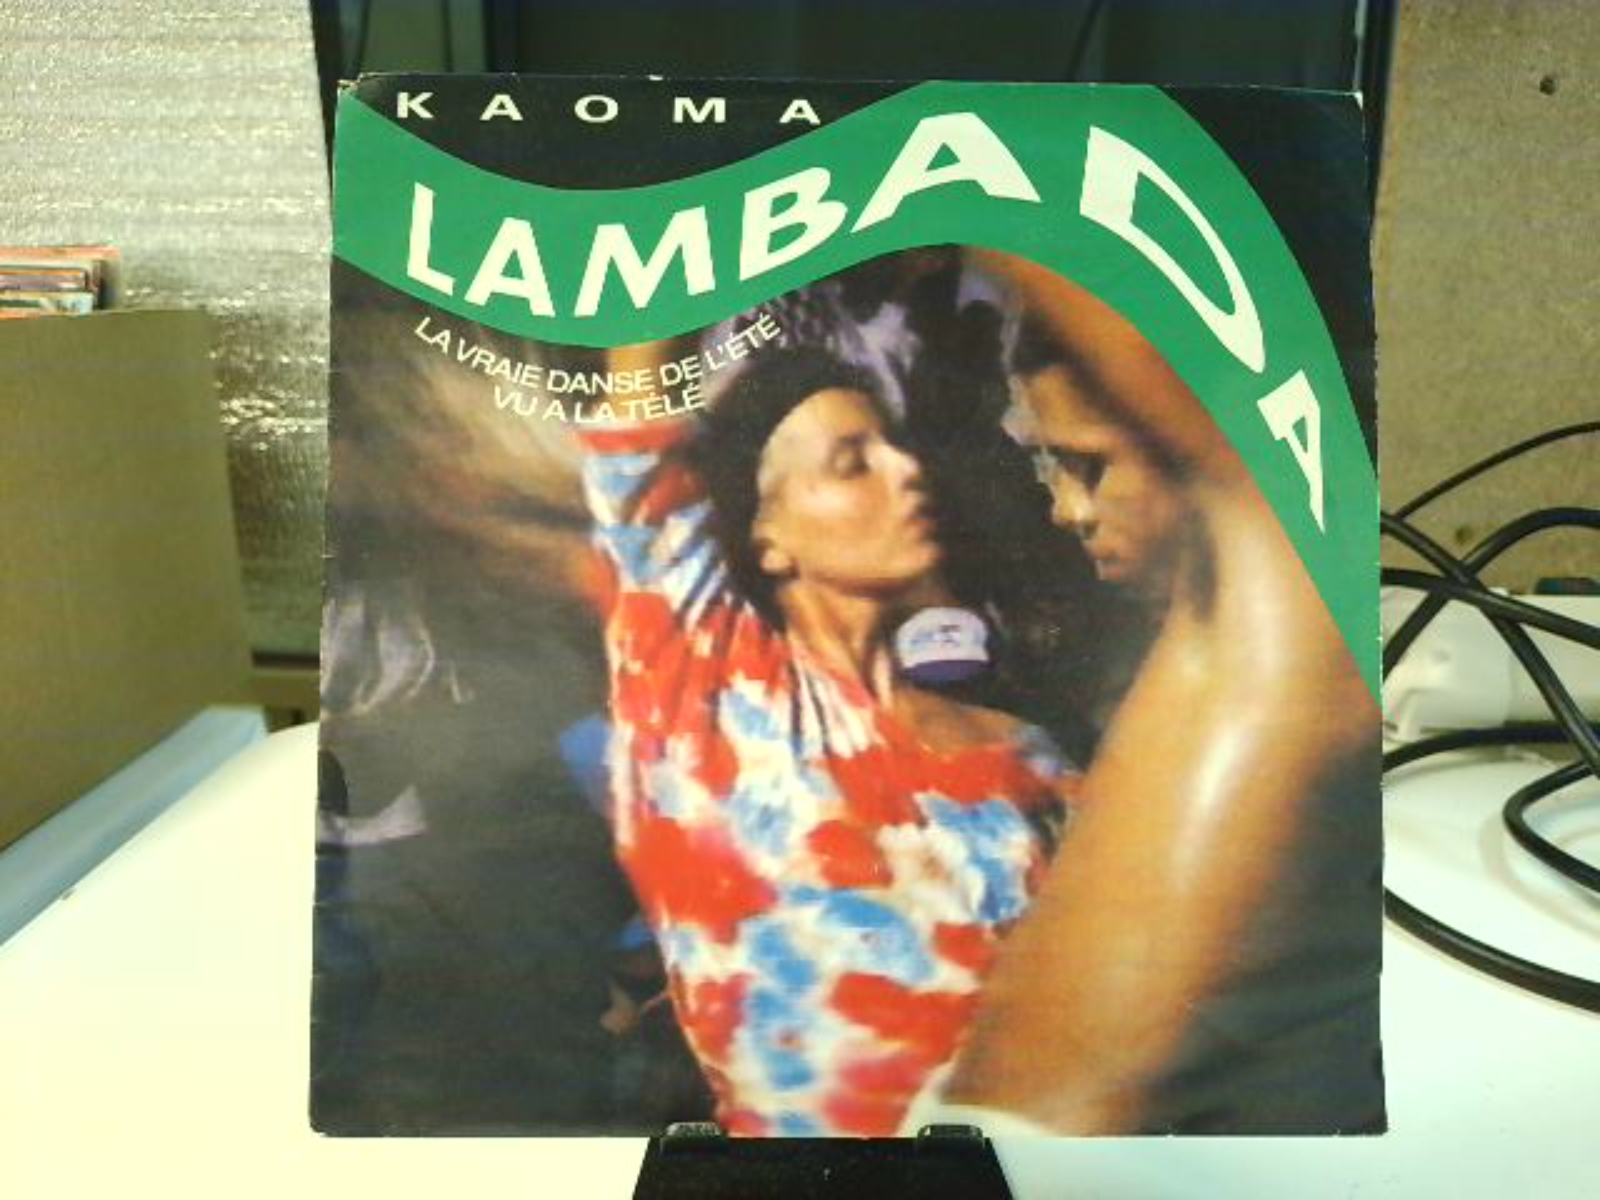 KAOMA
LAMBADA
LA VRAIE DANSE DE L'ÉTÉ
VU A LA TÉLÉ